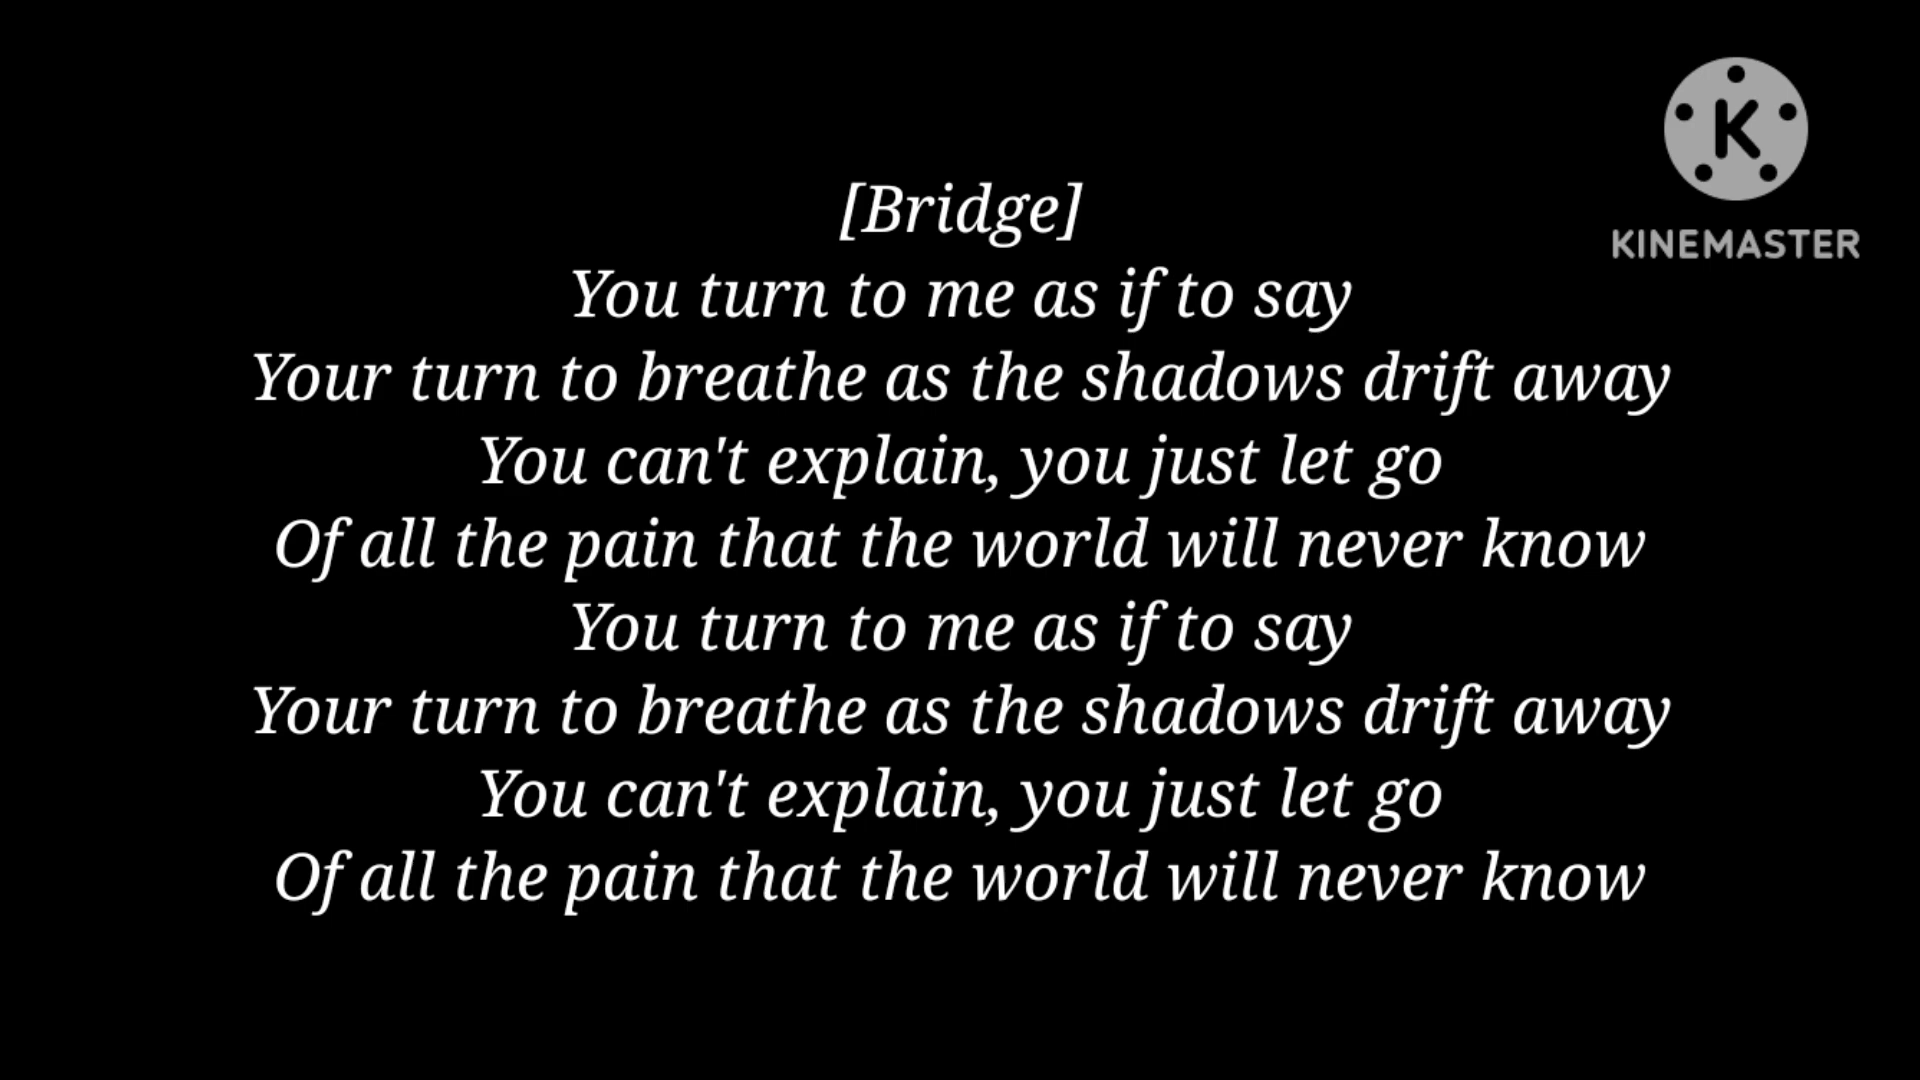 [Bridge]
You turn to me as if to say
Your turn to breathe as the shadows drift away
You can't explain, you just let go
Of all the pain that the world will never know
You turn to me as if to say
Your turn to breathe as the shadows drift away
You can't explain, you just let go
Of all the pain that the world will never know
K
KINEMASTER